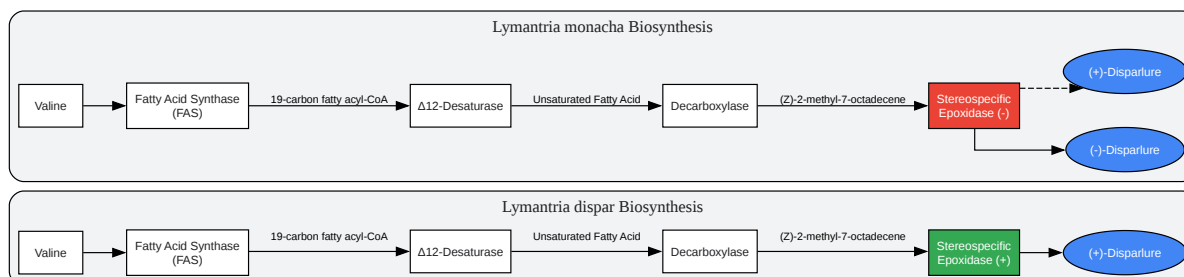 Lymantria monacha Biosynthesis
Valine
Fatty Acid Synthase
(FAS)
19-carbon fatty acyl-CoA
Δ12-Desaturase
Unsaturated Fatty Acid
Decarboxylase
(Z)-2-methyl-7-octadecene
Stereospecific
Epoxidase (-)
(+)-Disparlure
(-)-Disparlure
Lymantria dispar Biosynthesis
Valine
Fatty Acid Synthase
(FAS)
19-carbon fatty acyl-CoA
Δ12-Desaturase
Unsaturated Fatty Acid
Decarboxylase
(Z)-2-methyl-7-octadecene
Stereospecific
Epoxidase (+)
(+)-Disparlure